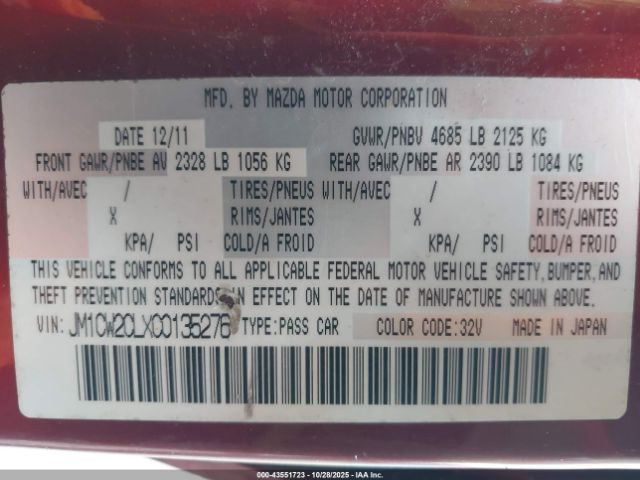 MFD. BY MAZDA MOTOR CORPORATION
DATE 12/11 GVWR/PNBV 4685 LB 2125 KG
FRONT GAWR/PNBE AV 2328 LB 1056 KG REAR GAWR/PNBE AR 2390 LB 1084 KG
WITH/AVEC / TIRES/PNEUS WITH/AVEC / TIRES/PNEUS
X RIMS/JANTES X RIMS/JANTES
KPA/ PSI COLD/A FROID KPA/ PSI COLD/A FROID
THIS VEHICLE CONFORMS TO ALL APPLICABLE FEDERAL MOTOR VEHICLE SAFETY, BUMPER, AND
THEFT PREVENTION STANDARDS IN EFFECT ON THE DATE OF MANUFACTURE SHOWN ABOVE.
VIN: JM1CW2CLXC0135276 TYPE:PASS CAR COLOR CODE:32V MADE IN JAPAN
00-43551723 | 10/28/2025 | IAA Inc.